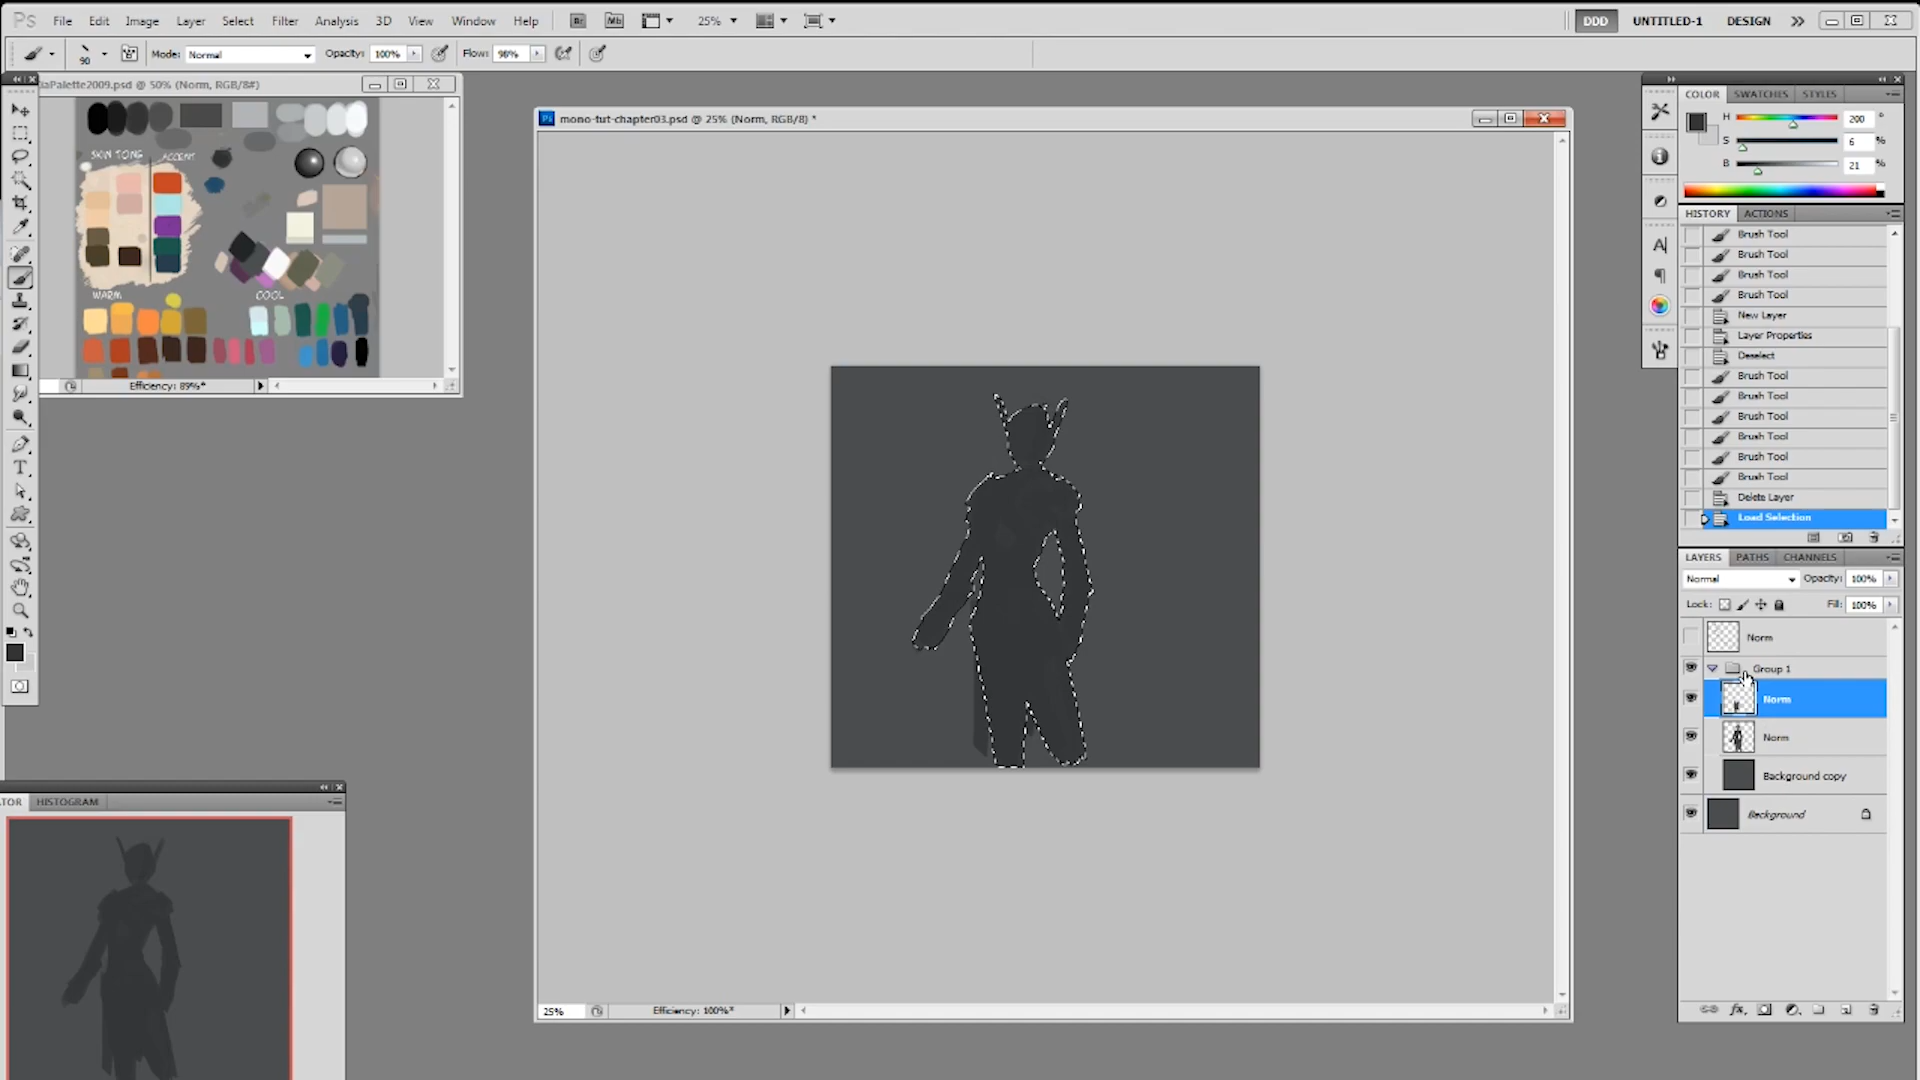 Ps File Edit Image Layer Select Filter Analysis 3D View Window Help Br Mb 25% DDD UNTITLED-1 DESIGN
90 Mode: Normal Opacity: 100% Flow: 98%
aPalette2009.psd @ 50% (Norm, RGB/8#)
SKIN TONE ACCENT
WARM COOL
Efficiency: 89%*
HISTOGRAM
mono-tut-chapter03.psd @ 25% (Norm, RGB/8) *
25% Efficiency: 100%*
COLOR SWATCHES STYLES
H 200 °
S 6 %
B 21 %
HISTORY ACTIONS
Brush Tool
Brush Tool
Brush Tool
Brush Tool
New Layer
Layer Properties
Deselect
Brush Tool
Brush Tool
Brush Tool
Brush Tool
Brush Tool
Brush Tool
Delete Layer
Load Selection
LAYERS PATHS CHANNELS
Normal Opacity: 100%
Lock: Fill: 100%
Norm
Group 1
Norm
Norm
Background copy
Background